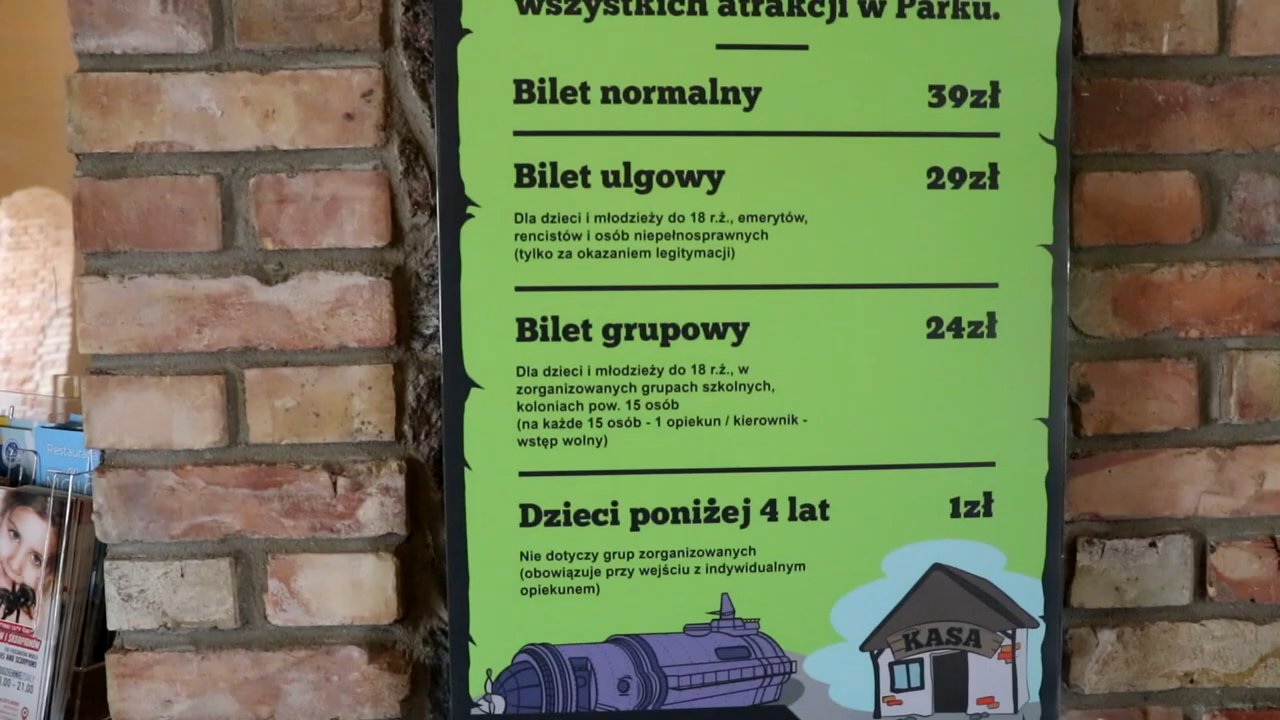 wszystkich atrakcji w Parku.
Bilet normalny 39zł
Bilet ulgowy 29zł
Dla dzieci i młodzieży do 18 r.ż., emerytów,
rencistów i osób niepełnosprawnych
(tylko za okazaniem legitymacji)
Bilet grupowy 24zł
Dla dzieci i młodzieży do 18 r.ż., w
zorganizowanych grupach szkolnych,
koloniach pow. 15 osób
(na każde 15 osób - 1 opiekun / kierownik -
wstęp wolny)
Dzieci poniżej 4 lat 1zł
Nie dotyczy grup zorganizowanych
(obowiązuje przy wejściu z indywidualnym
opiekunem)
KASA